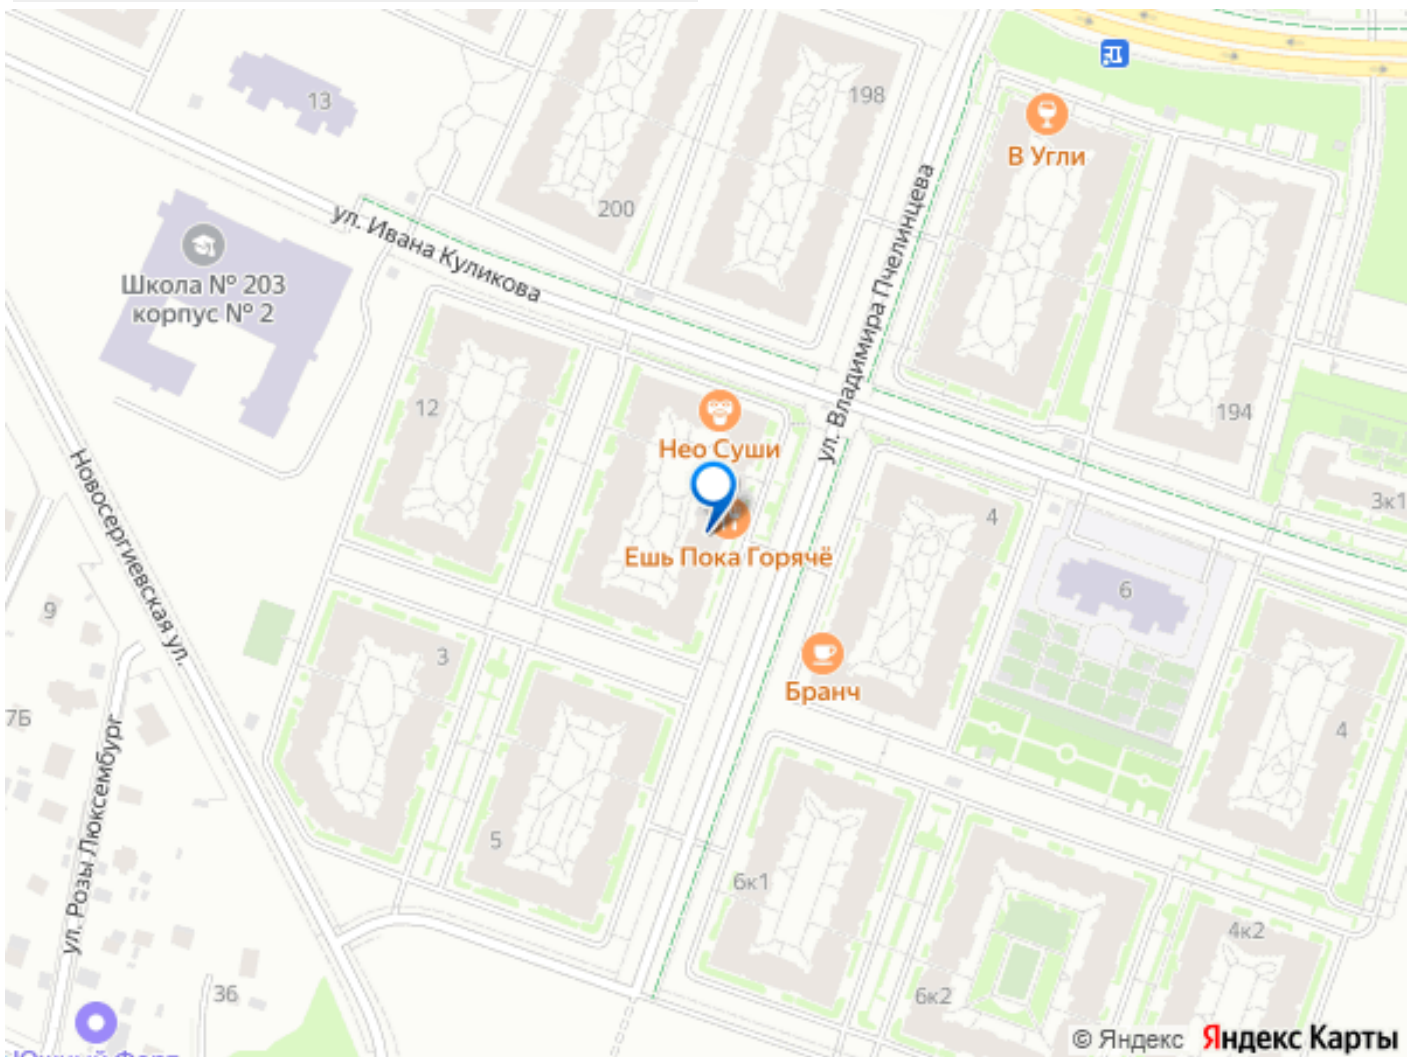 198
13
В Угли
200
ул. Владимира Пчелинцева
ул. Ивана Куликова
Школа № 203
корпус № 2
12
194
Нео Суши
Новосергиевская ул.
3к1
4
Ешь Пока Горячё
6
9
3
Бранч
7Б
4
ул. Розы Люксембург
5
6к1
4к2
36
6к2
© Яндекс
Яндекс Карты